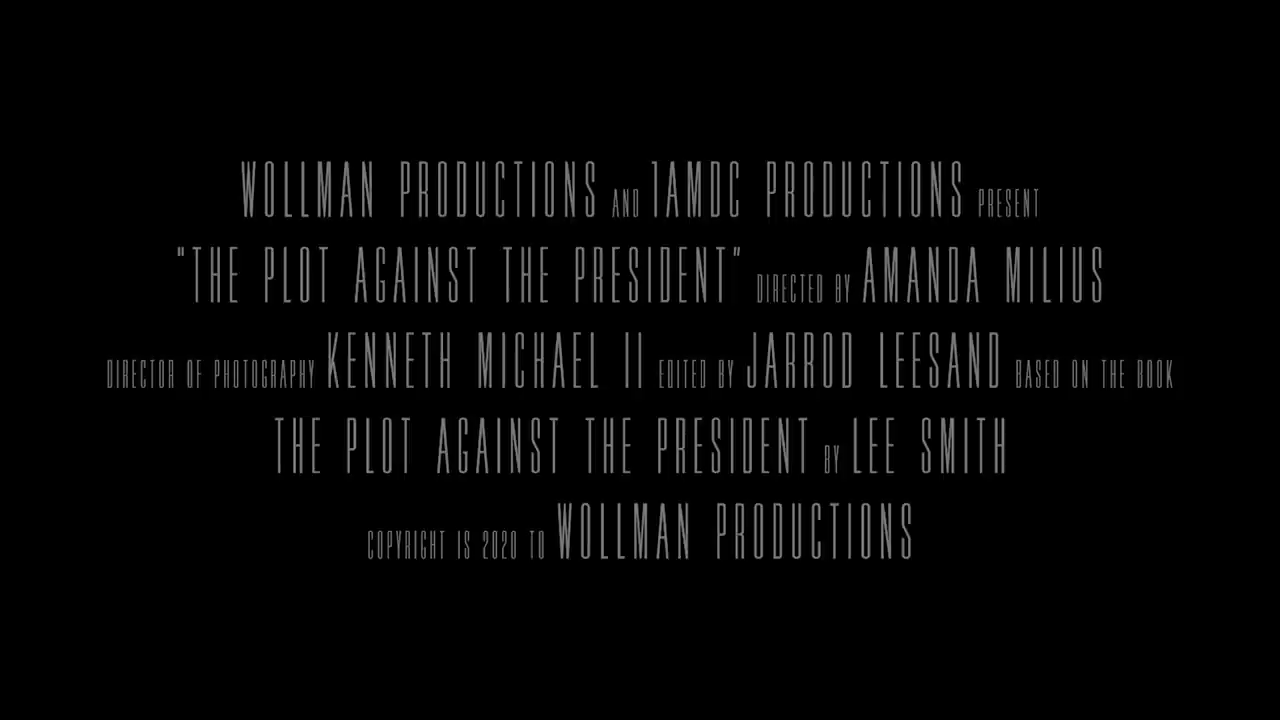 WOLLMAN PRODUCTIONS AND 1AMDC PRODUCTIONS PRESENT
"THE PLOT AGAINST THE PRESIDENT" DIRECTED BY AMANDA MILIUS
DIRECTOR OF PHOTOGRAPHY KENNETH MICHAEL II EDITED BY JARROD LEESAND BASED ON THE BOOK
THE PLOT AGAINST THE PRESIDENT BY LEE SMITH
COPYRIGHT IS 2020 TO WOLLMAN PRODUCTIONS